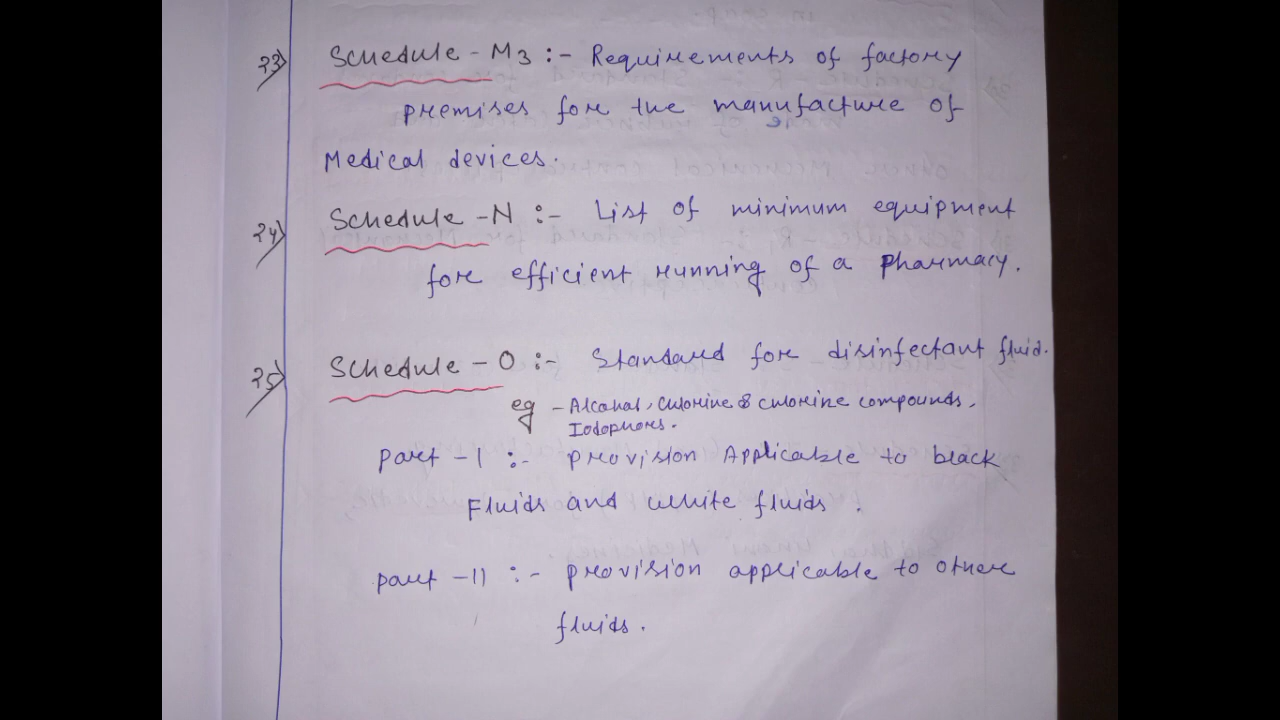 23) Schedule - M3 :- Requirements of factory
premises for the manufacture of
Medical devices.
24) Schedule - N :- List of minimum equipment
for efficient running of a pharmacy.
25) Schedule - O :- Standard for disinfectant fluid.
eg - Alcohal, Chlorine & chlorine compounds,
Iodophores.
part - I :- provision Applicable to black
Fluids and white fluids.
part - II :- provision applicable to other
fluids.